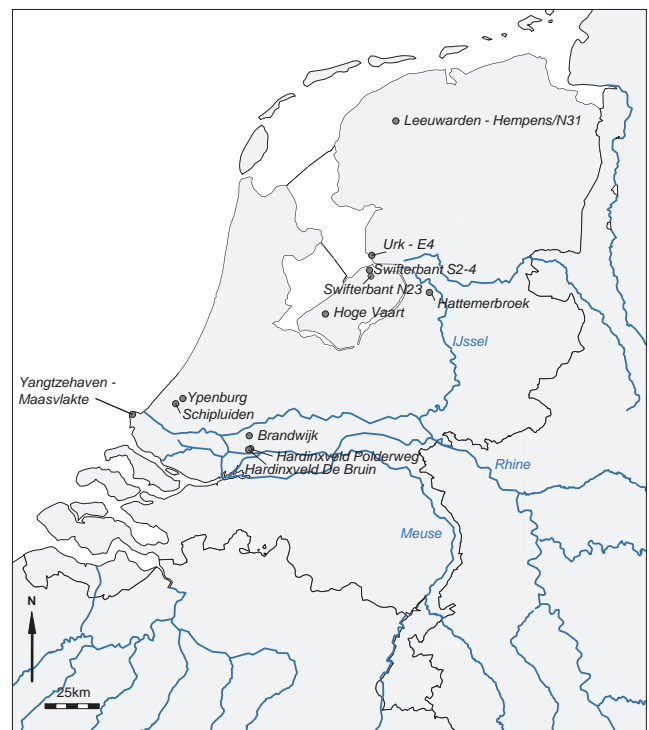 Leeuwarden - Hempens/N31
Urk - E4
Swifterbant S2-4
Swifterbant N23
Hattemerbroek
Hoge Vaart
IJssel
Yangtzehaven -
Maasvlakte
Ypenburg
Schipluiden
Brandwijk
Hardinxveld Polderweg
Hardinxveld De Bruin
Rhine
Meuse
N
25km